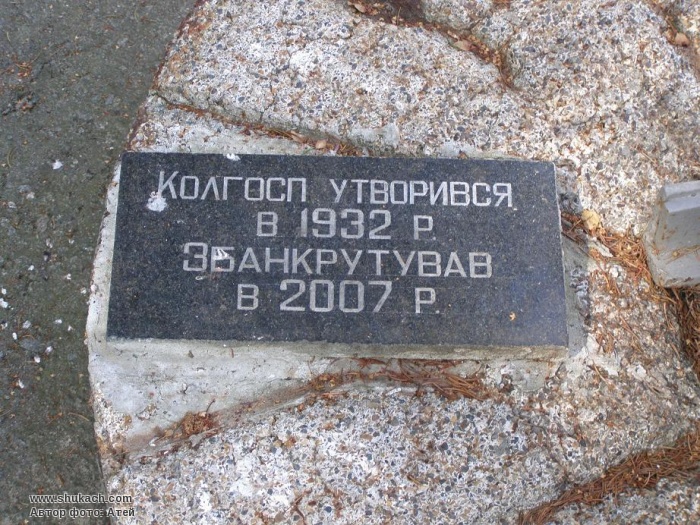 Колгосп утворився
в 1932 р.
Збанкрутував
в 2007 р
www.shukach.com
Автор фото: Атей